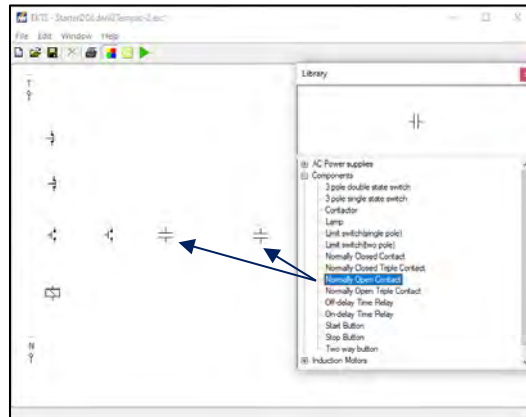 File Edit Window Help
T
N
Library
AC Power supplies
Components
3 pole double state switch
3 pole single state switch
Contactor
Lamp
Limit switch(single pole)
Limit switch(two pole)
Normally Closed Contact
Normally Closed Triple Contact
Normally Open Contact
Normally Open Triple Contact
Off-delay Time Relay
On-delay Time Relay
Start Button
Stop Button
Two way button
Induction Motors